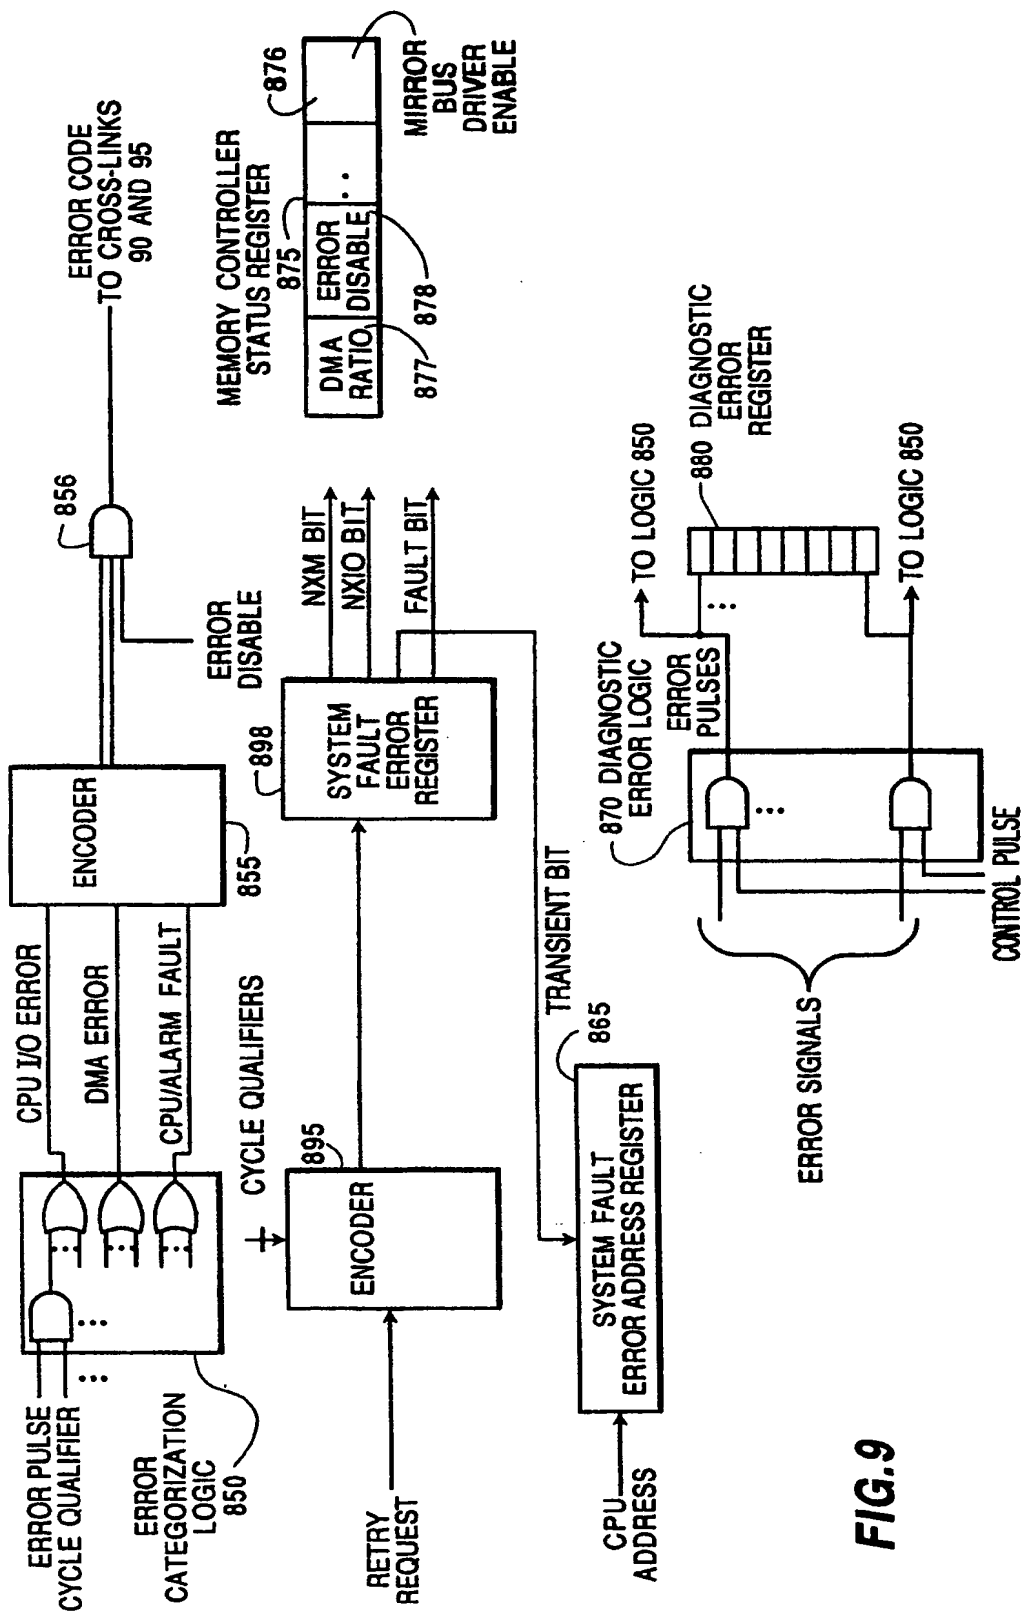 ERROR PULSE
CYCLE QUALIFIER
ERROR
CATEGORIZATION
LOGIC
850
CPU I/O ERROR
DMA ERROR
CPU/ALARM FAULT
ENCODER
855
856
ERROR
DISABLE
ERROR CODE
TO CROSS-LINKS
90 AND 95
RETRY
REQUEST
CYCLE QUALIFIERS
895
ENCODER
898
SYSTEM
FAULT
ERROR
REGISTER
NXM BIT
NXIO BIT
FAULT BIT
MEMORY CONTROLLER
STATUS REGISTER
875
876
DMA
RATIO
ERROR
DISABLE
877
878
MIRROR
BUS
DRIVER
ENABLE
CPU
ADDRESS
SYSTEM FAULT
ERROR ADDRESS REGISTER
TRANSIENT BIT
865
870 DIAGNOSTIC
ERROR LOGIC
ERROR
PULSES
TO LOGIC 850
880 DIAGNOSTIC
ERROR
REGISTER
TO LOGIC 850
ERROR SIGNALS
CONTROL PULSE
FIG.9